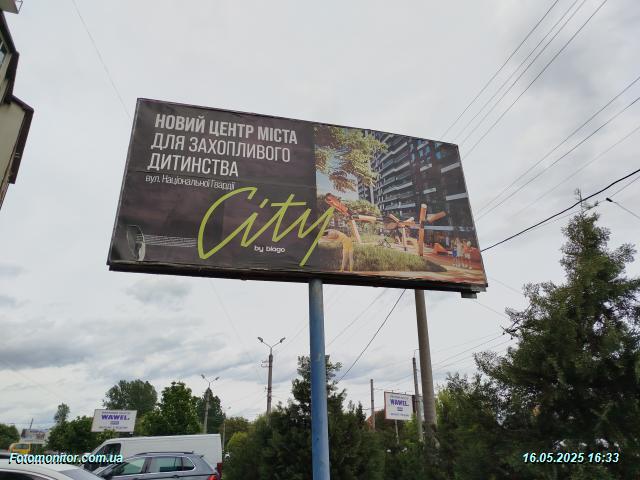 НОВИЙ ЦЕНТР МІСТА
ДЛЯ ЗАХОПЛИВОГО
ДИТИНСТВА
вул. Національної Гвардії
City
by blago
WAWEL
WAWEL
Fotomonitor.com.ua
16.05.2025 16:33